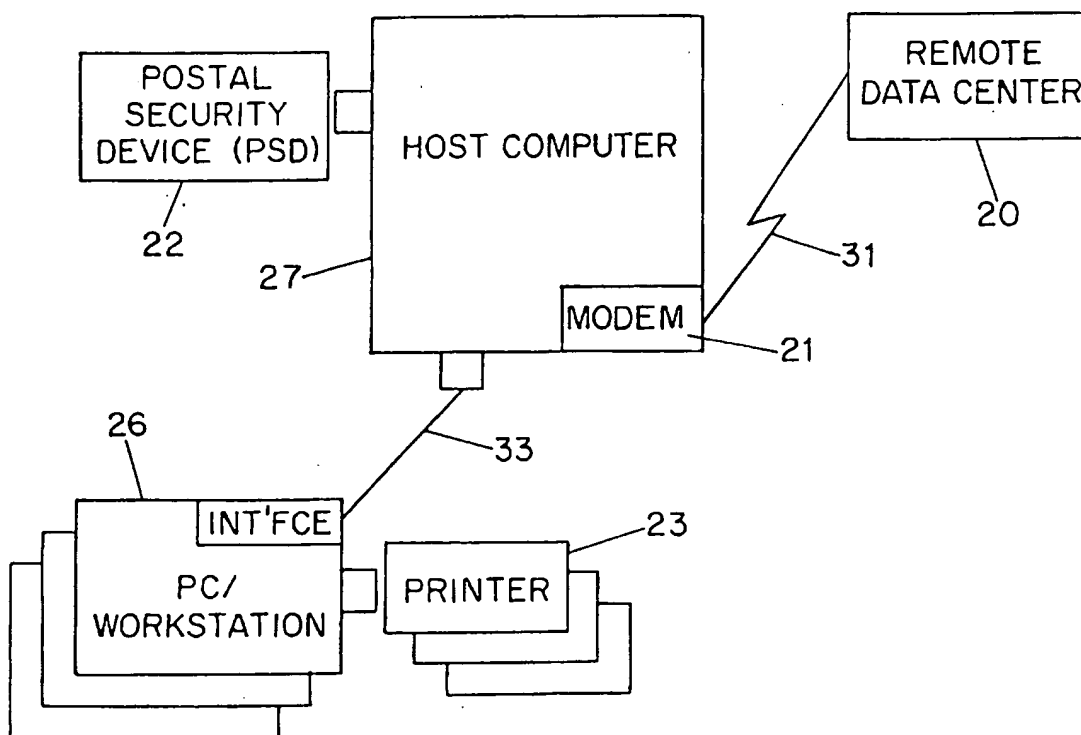 POSTAL
SECURITY
DEVICE (PSD)
22
HOST COMPUTER
27
MODEM
21
REMOTE
DATA CENTER
20
31
33
26
INT'FCE
PC/
WORKSTATION
23
PRINTER